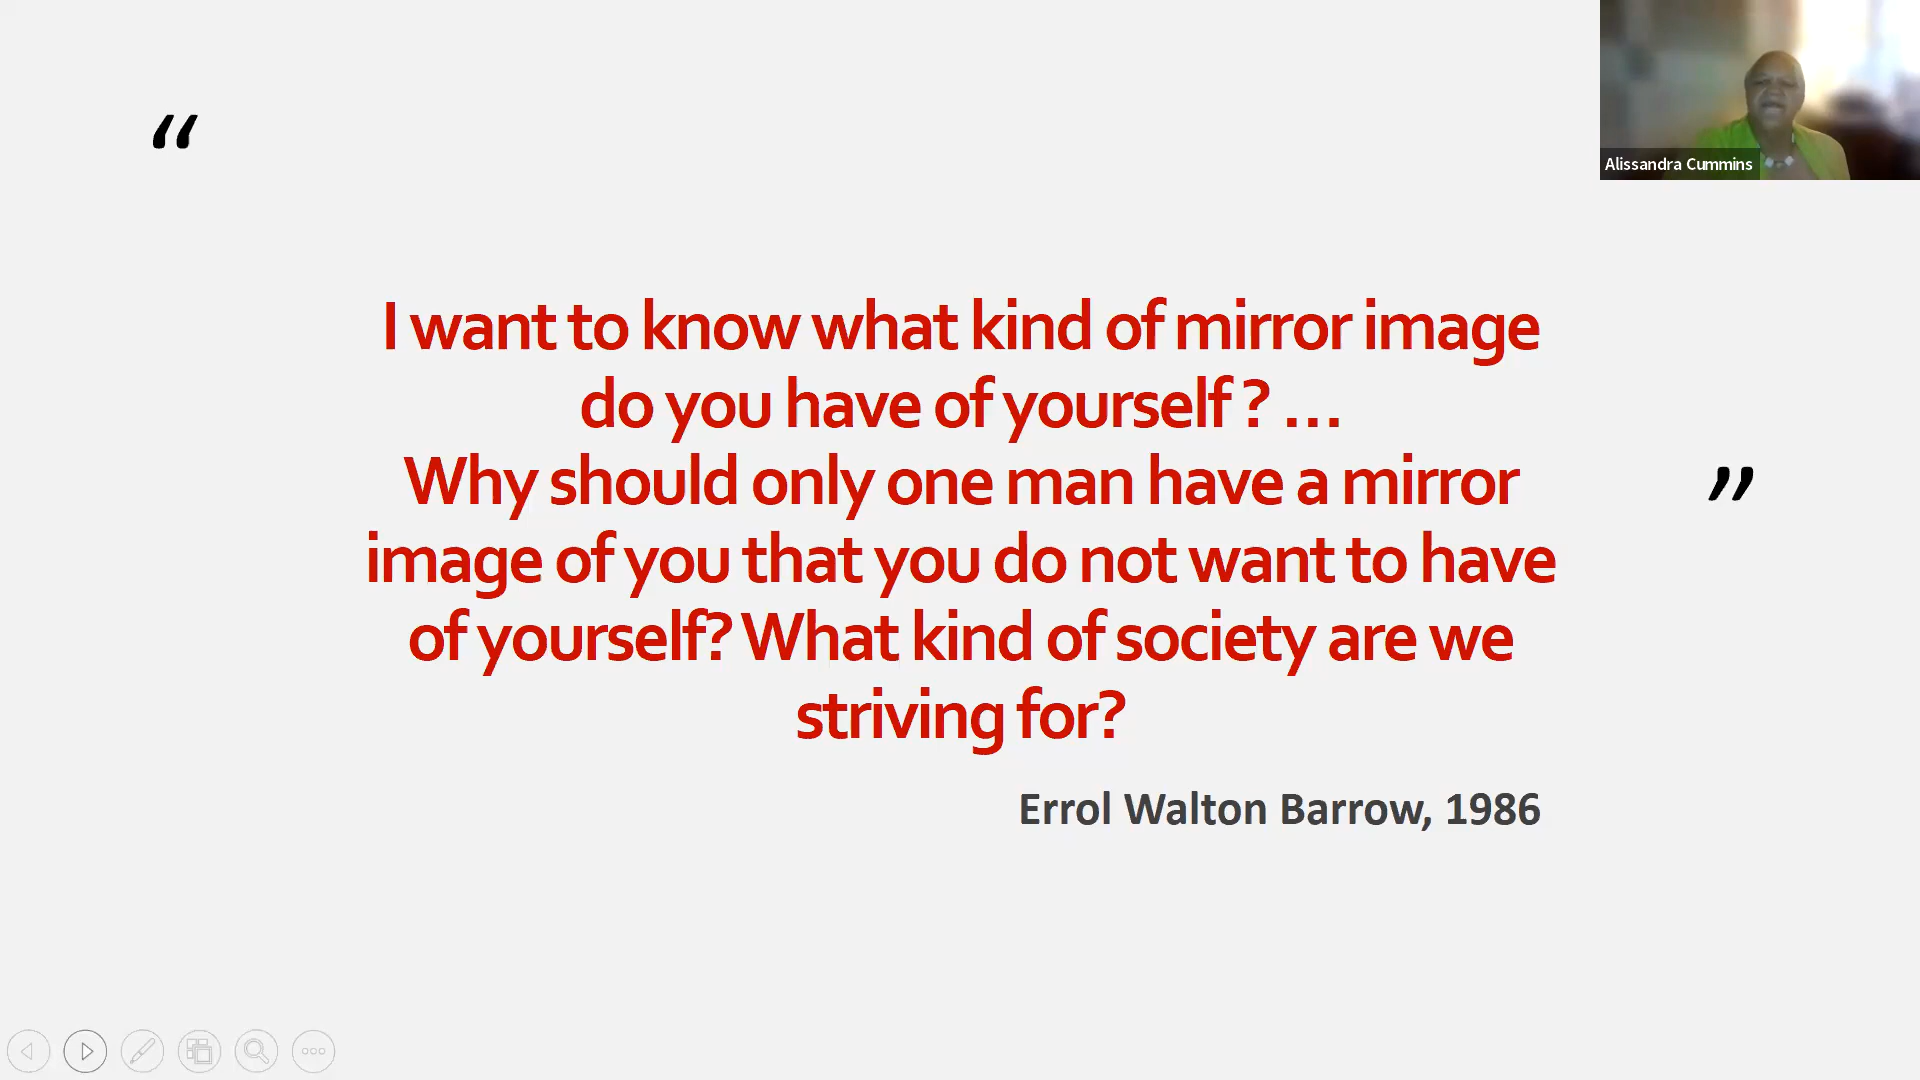 “
I want to know what kind of mirror image
do you have of yourself ? …
Why should only one man have a mirror
image of you that you do not want to have
of yourself? What kind of society are we
striving for?
”
Errol Walton Barrow, 1986
Alissandra Cummins